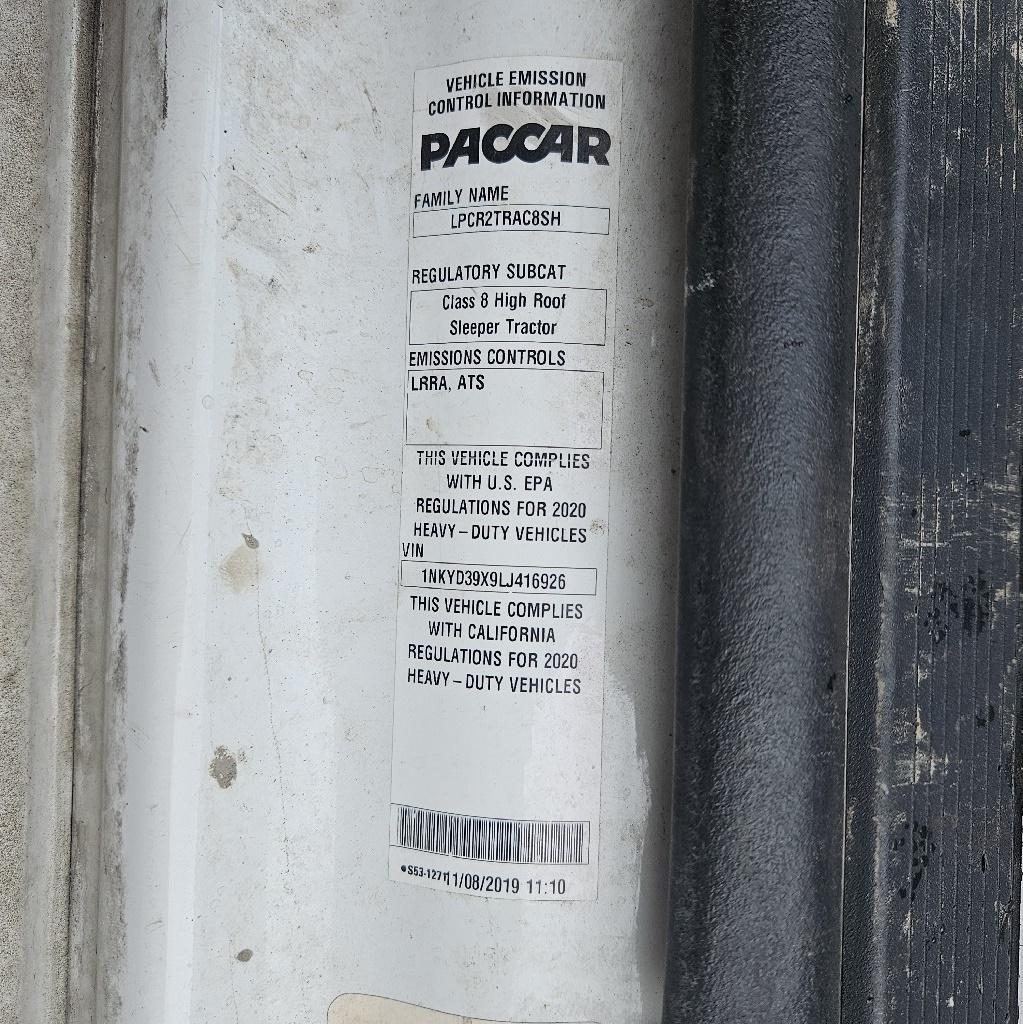 VEHICLE EMISSION
CONTROL INFORMATION
PACCAR
FAMILY NAME
LPCR2TRAC8SH
REGULATORY SUBCAT
Class 8 High Roof
Sleeper Tractor
EMISSIONS CONTROLS
LRRA, ATS
THIS VEHICLE COMPLIES
WITH U.S. EPA
REGULATIONS FOR 2020
HEAVY-DUTY VEHICLES
VIN
1NKYD39X9LJ416926
THIS VEHICLE COMPLIES
WITH CALIFORNIA
REGULATIONS FOR 2020
HEAVY-DUTY VEHICLES
11/08/2019 11:10